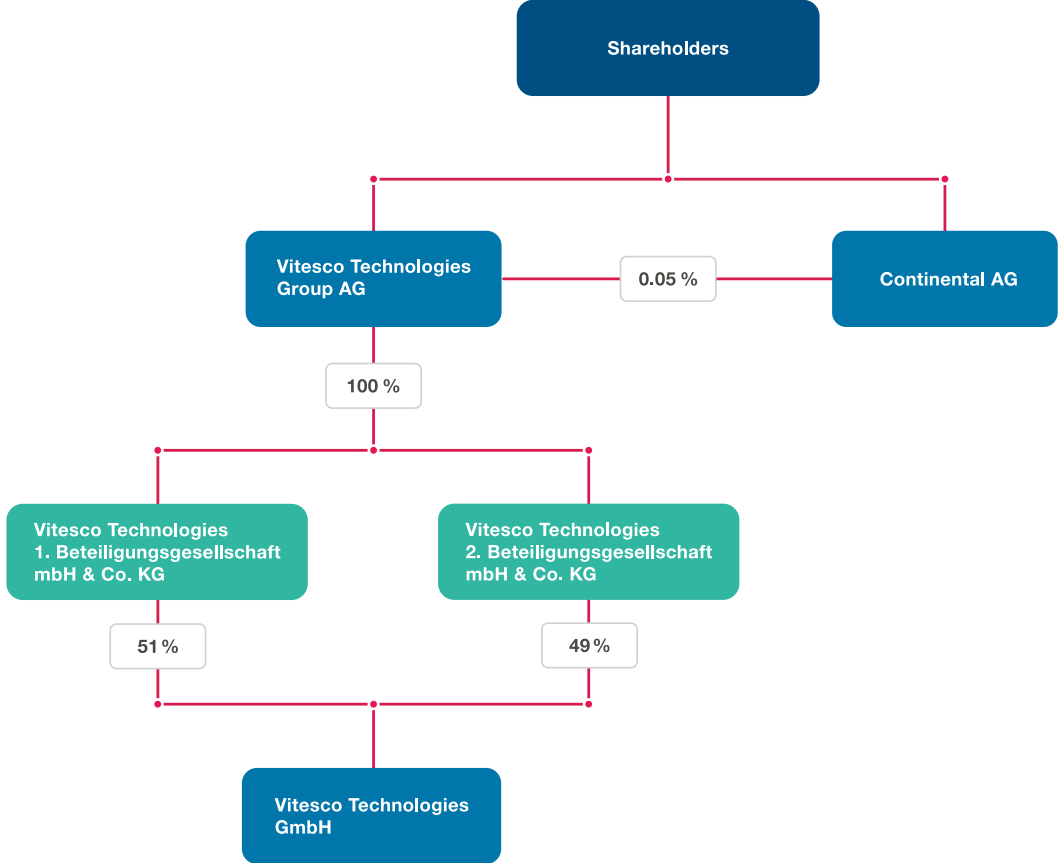 Shareholders
Vitesco Technologies
Group AG
0.05 %
Continental AG
100 %
Vitesco Technologies
1. Beteiligungsgesellschaft
mbH & Co. KG
Vitesco Technologies
2. Beteiligungsgesellschaft
mbH & Co. KG
51 %
49 %
Vitesco Technologies
GmbH